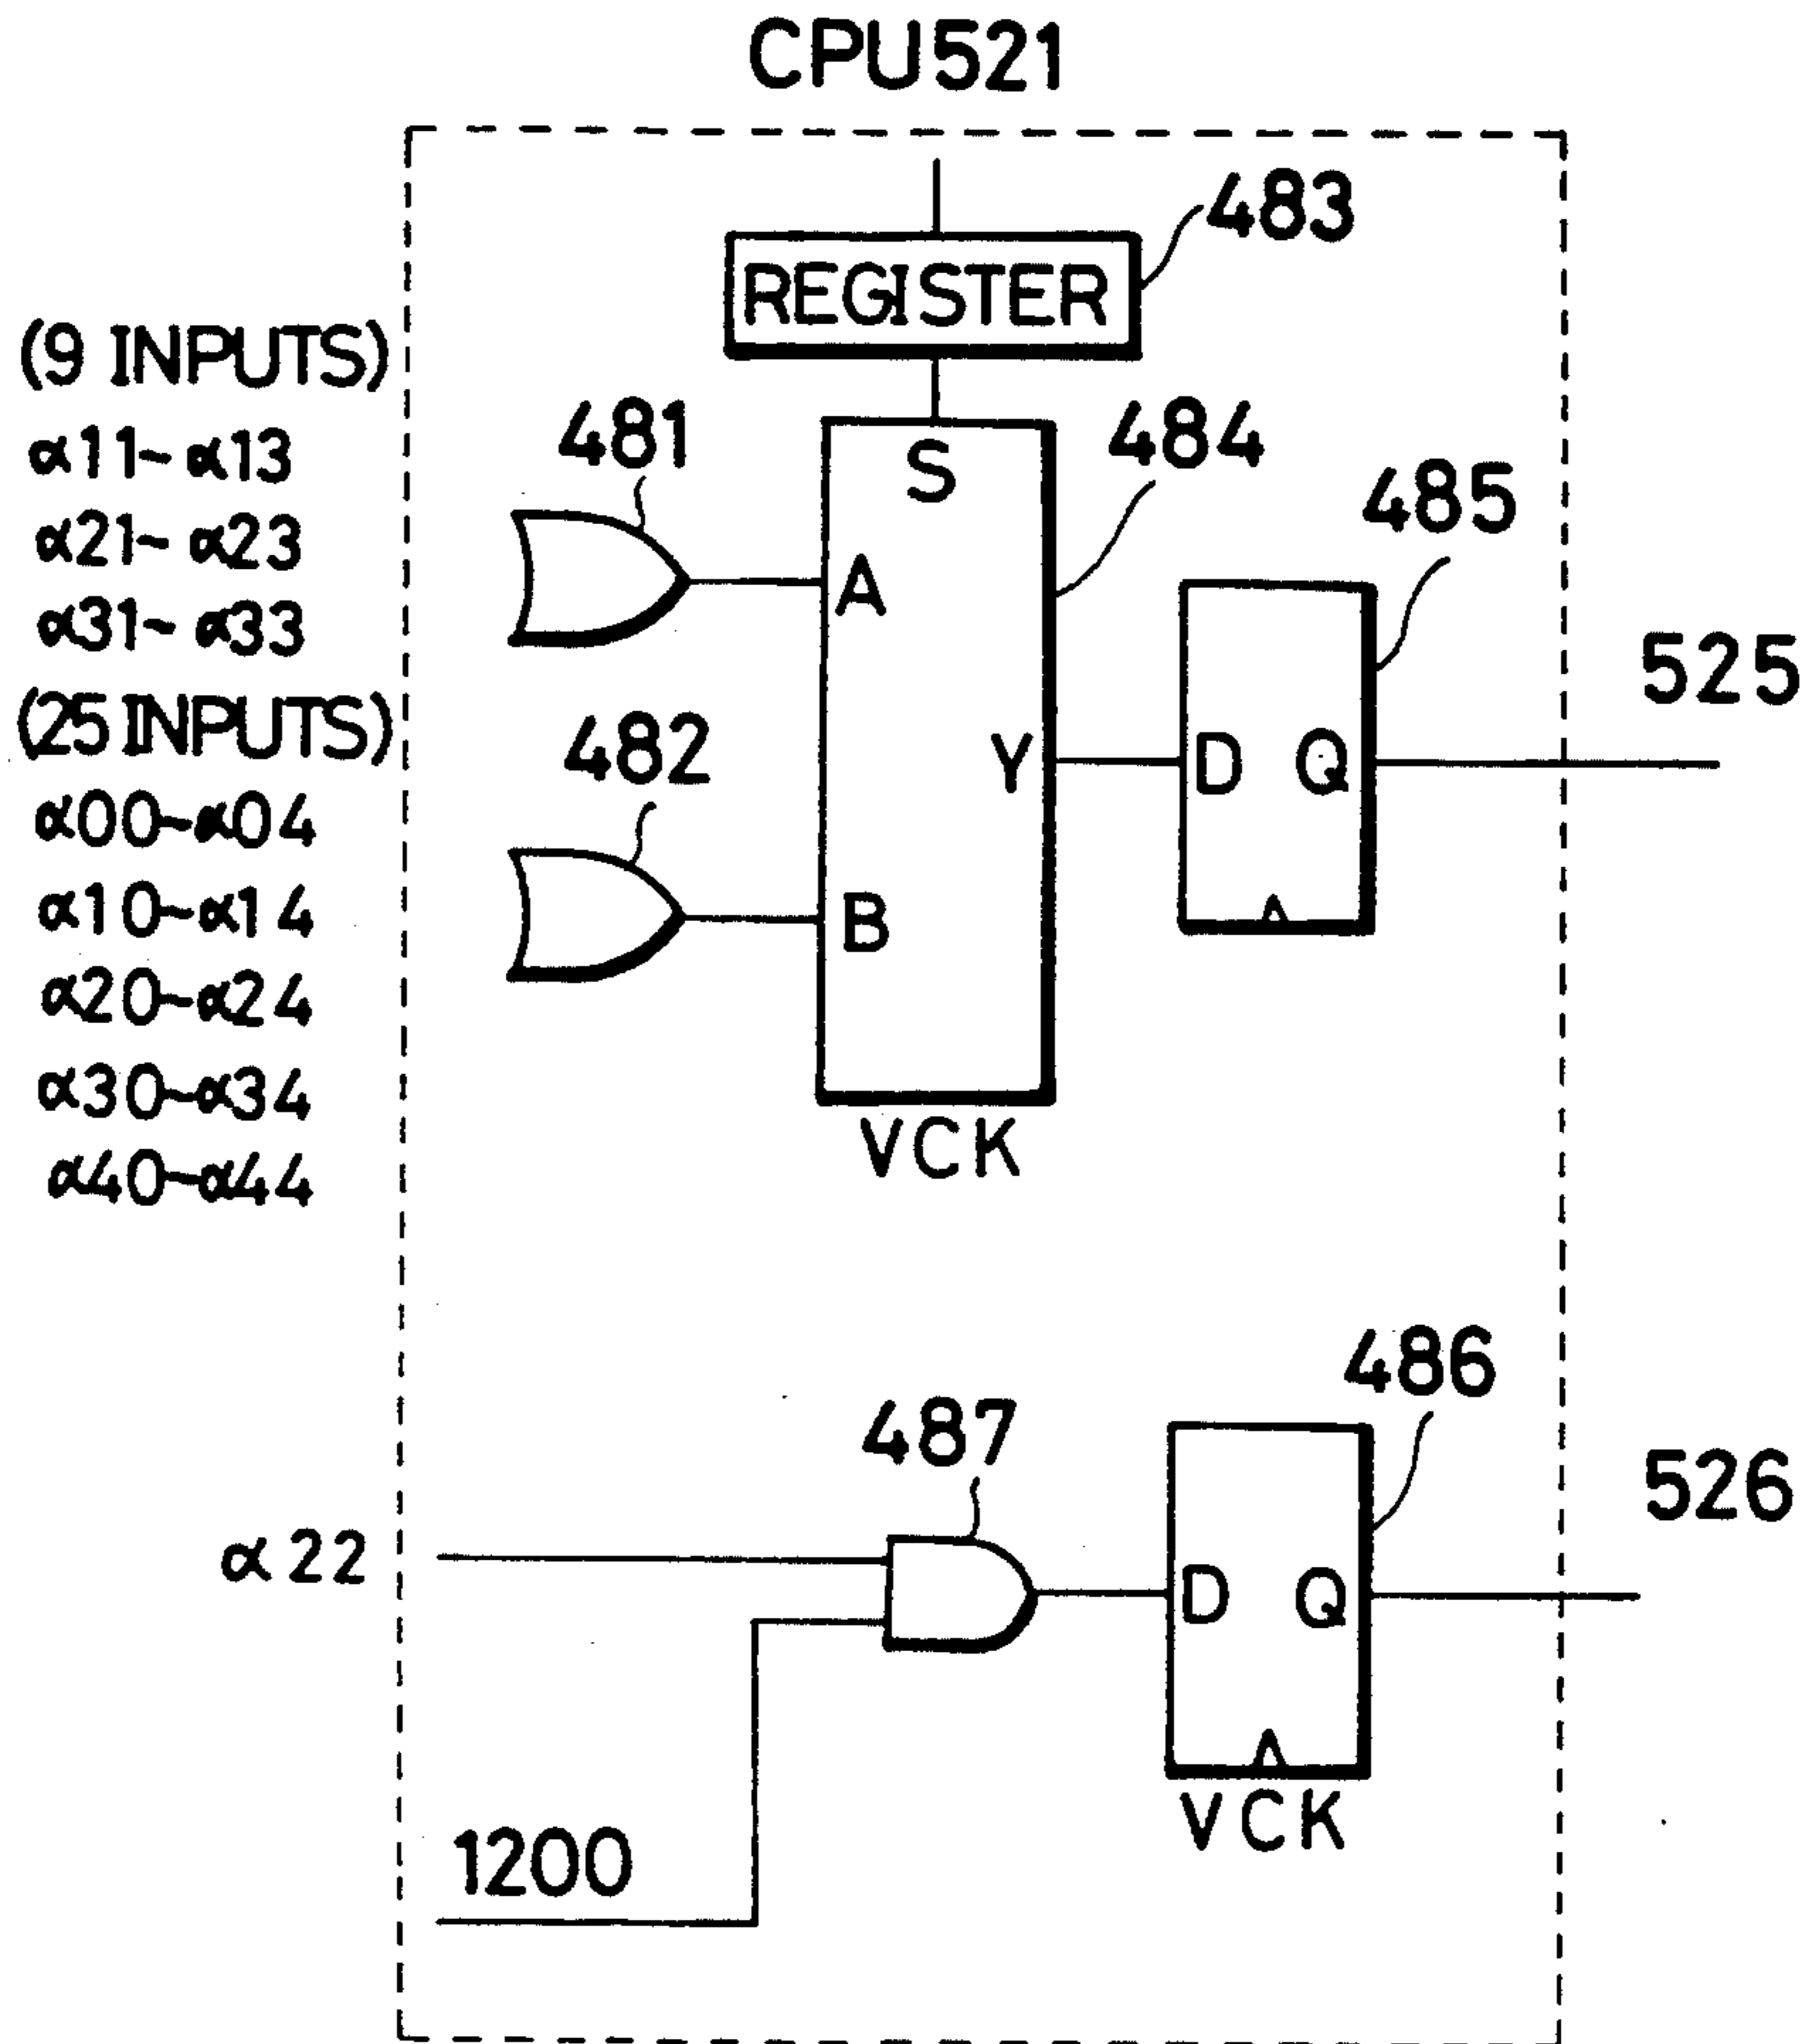 CPU521
483
REGISTER
(9 INPUTS)
α11~α13
α21~α23
α31~α33
(25 INPUTS)
α00~α04
α10~α14
α20~α24
α30~α34
α40~α44
481
S
484
485
A
525
482
Y
D Q
B
VCK
487
486
526
α22
D Q
VCK
1200